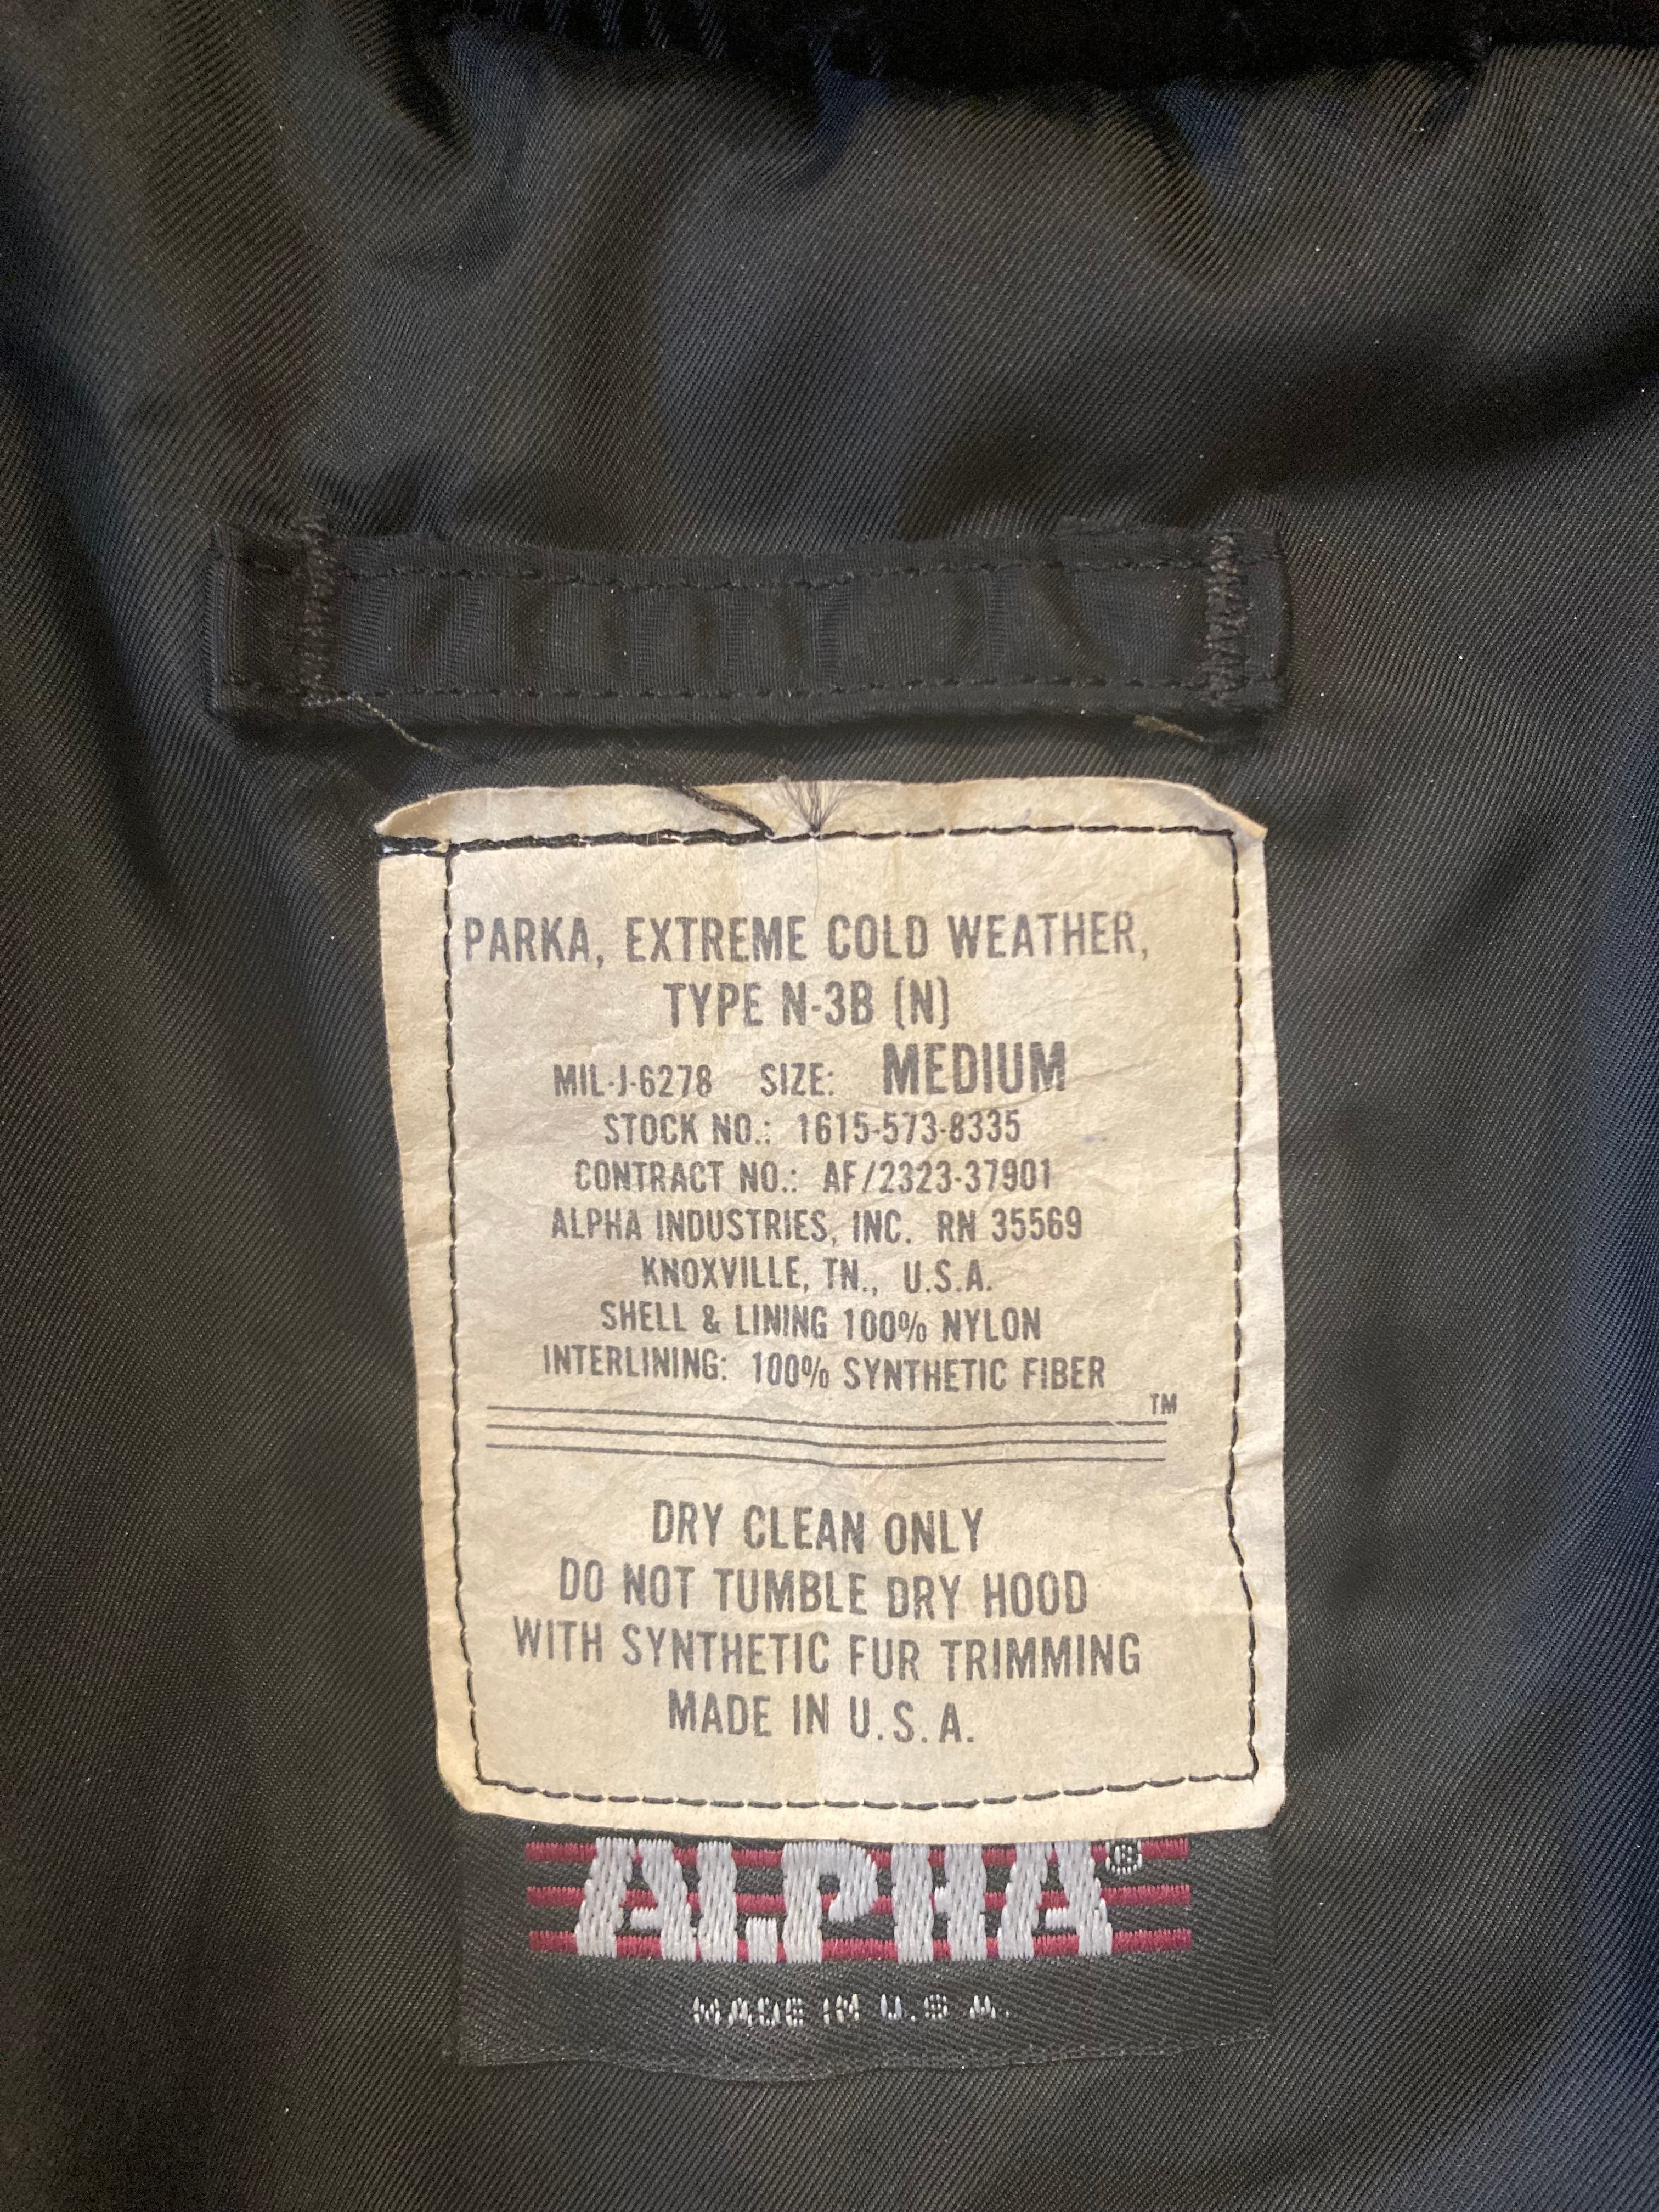 PARKA, EXTREME COLD WEATHER,
TYPE N-3B (N)
MIL-J-6278 SIZE: MEDIUM
STOCK NO.: 1615-573-8335
CONTRACT NO.: AF/2323-37901
ALPHA INDUSTRIES, INC. RN 35569
KNOXVILLE, TN., U.S.A.
SHELL & LINING 100% NYLON
INTERLINING: 100% SYNTHETIC FIBER
TM
DRY CLEAN ONLY
DO NOT TUMBLE DRY HOOD
WITH SYNTHETIC FUR TRIMMING
MADE IN U.S.A.
ALPHA®
MADE IN U.S.A.